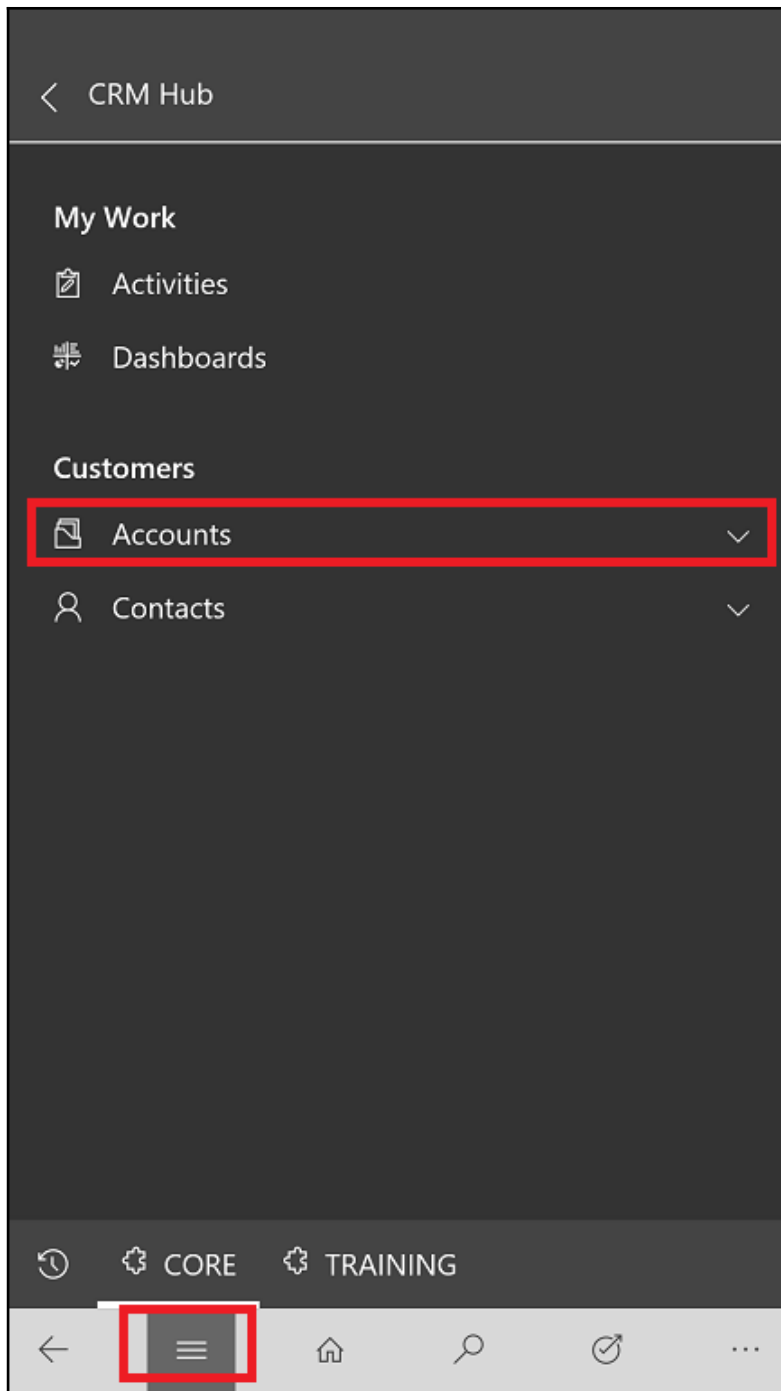 CRM Hub
My Work
Activities
Dashboards
Customers
Accounts
Contacts
CORE TRAINING